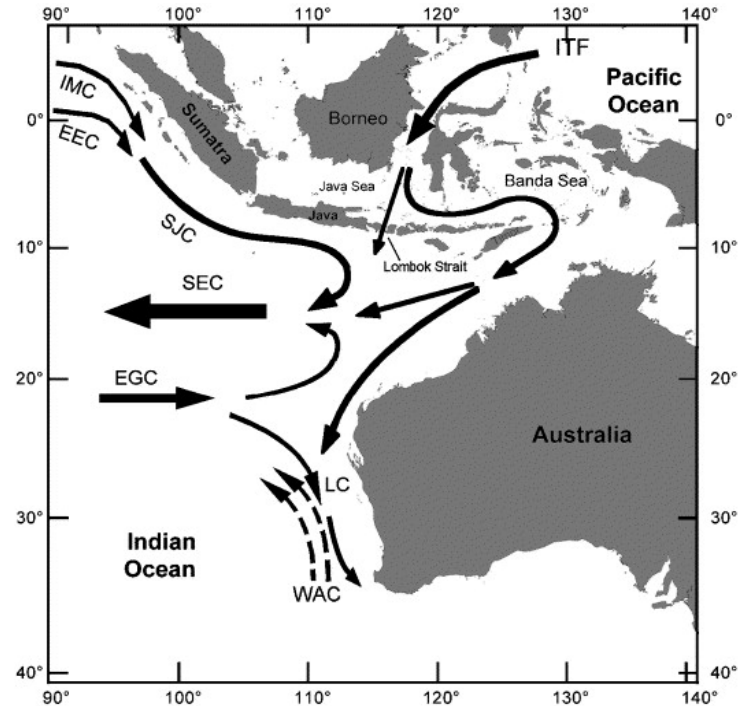 90° 100° 110° 120° 130° 140°
ITF
Pacific
Ocean
IMC
0° 0°
EEC
Sumatra
Borneo
Java Sea
Banda Sea
Java
SJC
10° 10°
Lombok Strait
SEC
20° 20°
EGC
Australia
LC
30° 30°
Indian
Ocean
WAC
40° 40°
90° 100° 110° 120° 130° 140°